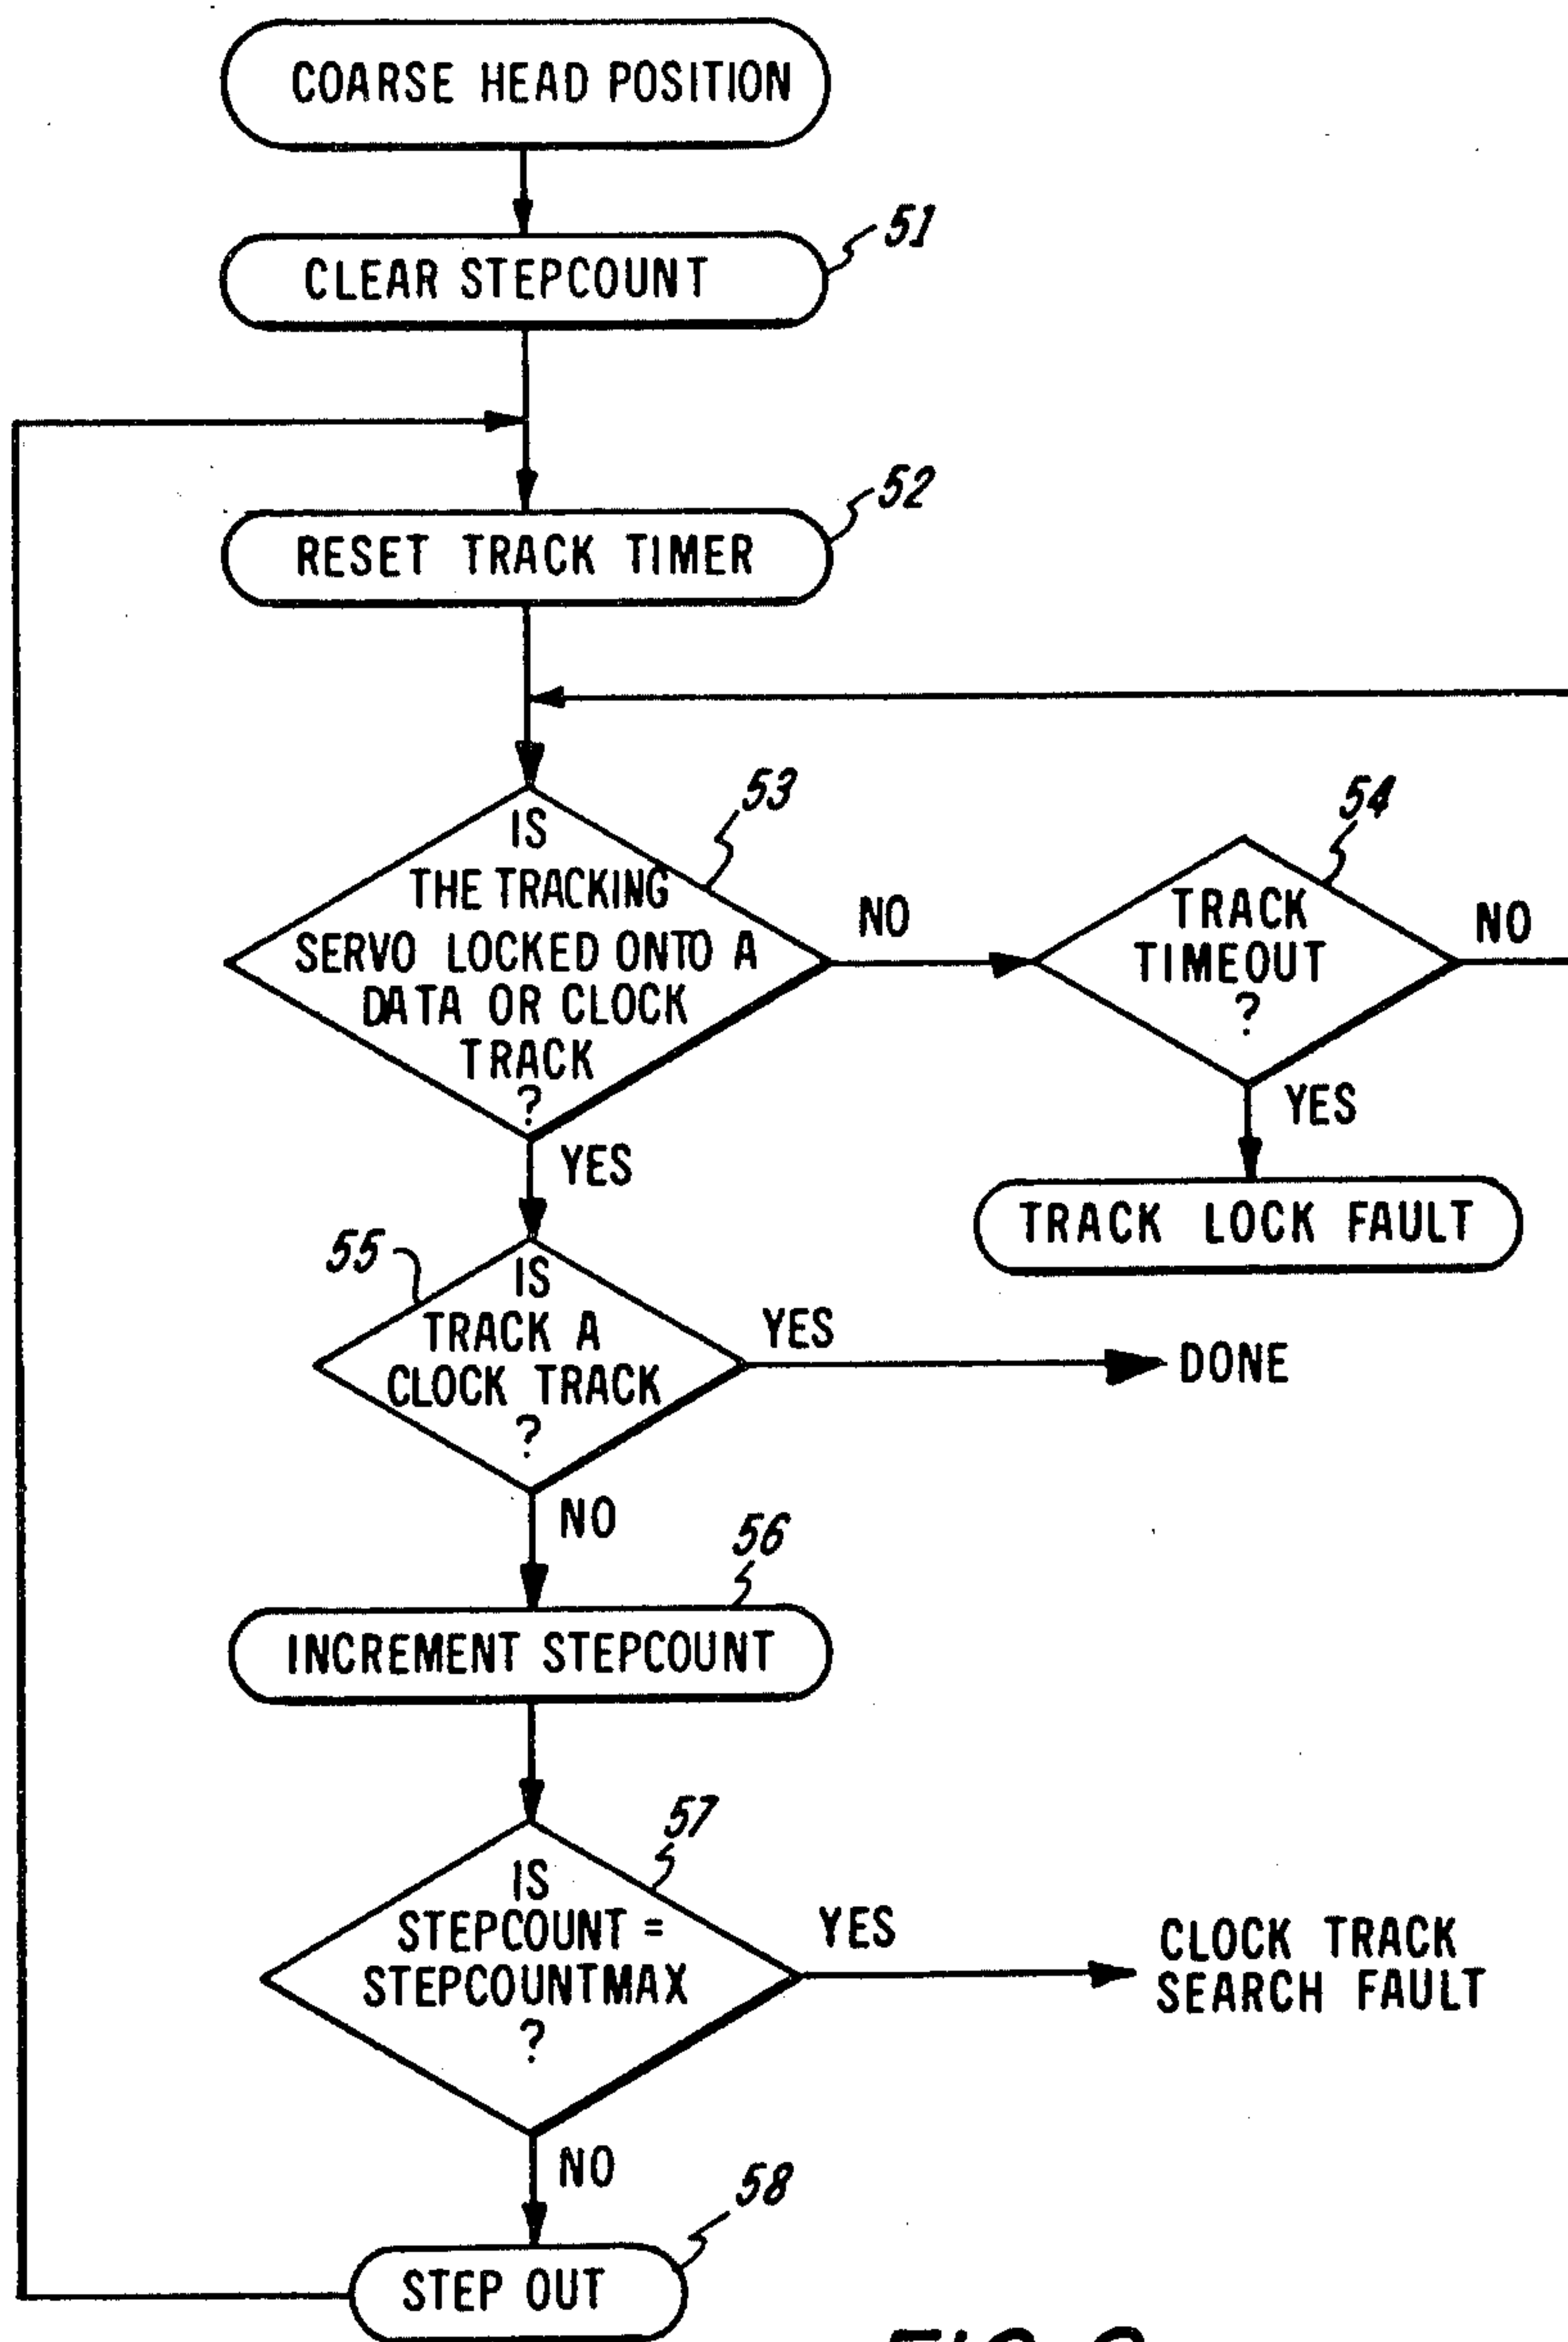 COARSE HEAD POSITION
51
CLEAR STEPCOUNT
52
RESET TRACK TIMER
53
IS
THE TRACKING
SERVO LOCKED ONTO A
DATA OR CLOCK
TRACK
?
NO
54
TRACK
TIMEOUT
?
NO
YES
TRACK LOCK FAULT
YES
55
IS
TRACK A
CLOCK TRACK
?
YES
DONE
NO
56
INCREMENT STEPCOUNT
57
IS
STEPCOUNT =
STEPCOUNTMAX
?
YES
CLOCK TRACK
SEARCH FAULT
NO
58
STEP OUT